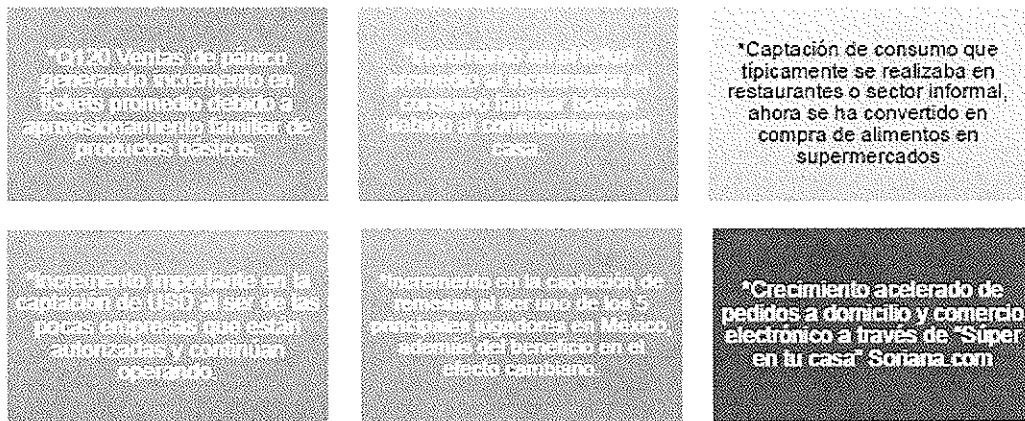 *Q1'20 Ventas de pánico
generando incremento en
tickets promedio debido a
aprovisionamiento familiar de
productos básicos
*Incremento en ticket
promedio al incrementar el
consumo familiar básico
debido al confinamiento en
casa.
*Captación de consumo que
típicamente se realizaba en
restaurantes o sector informal,
ahora se ha convertido en
compra de alimentos en
supermercados
*Incremento importante en la
captación de USD al ser de las
pocas empresas que están
autorizadas y continúan
operando.
*Incremento en la captación de
remesas al ser uno de los 5
principales jugadores en México,
además del beneficio en el
efecto cambiario.
*Crecimiento acelerado de
pedidos a domicilio y comercio
electrónico a través de "Súper
en tu casa" Soriana.com